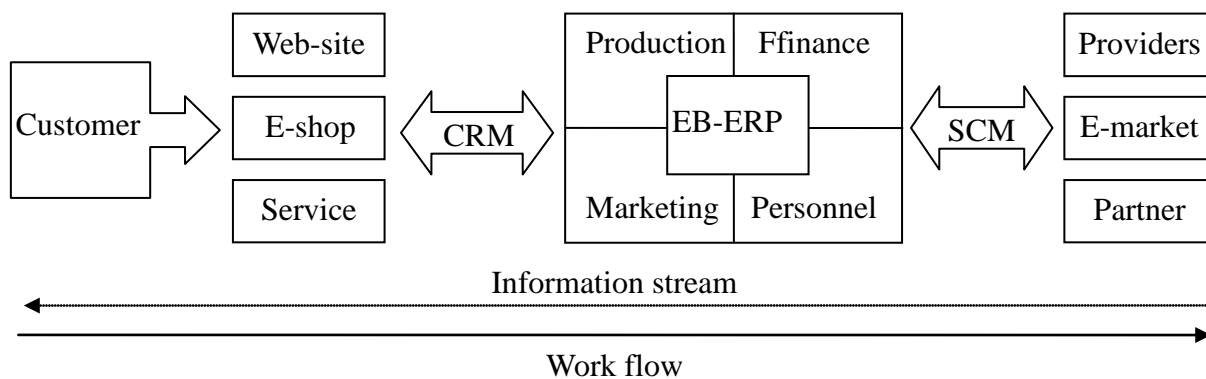 Web-site
Production
Ffinance
Providers
Customer
E-shop
CRM
EB-ERP
SCM
E-market
Service
Marketing
Personnel
Partner
Information stream
Work flow